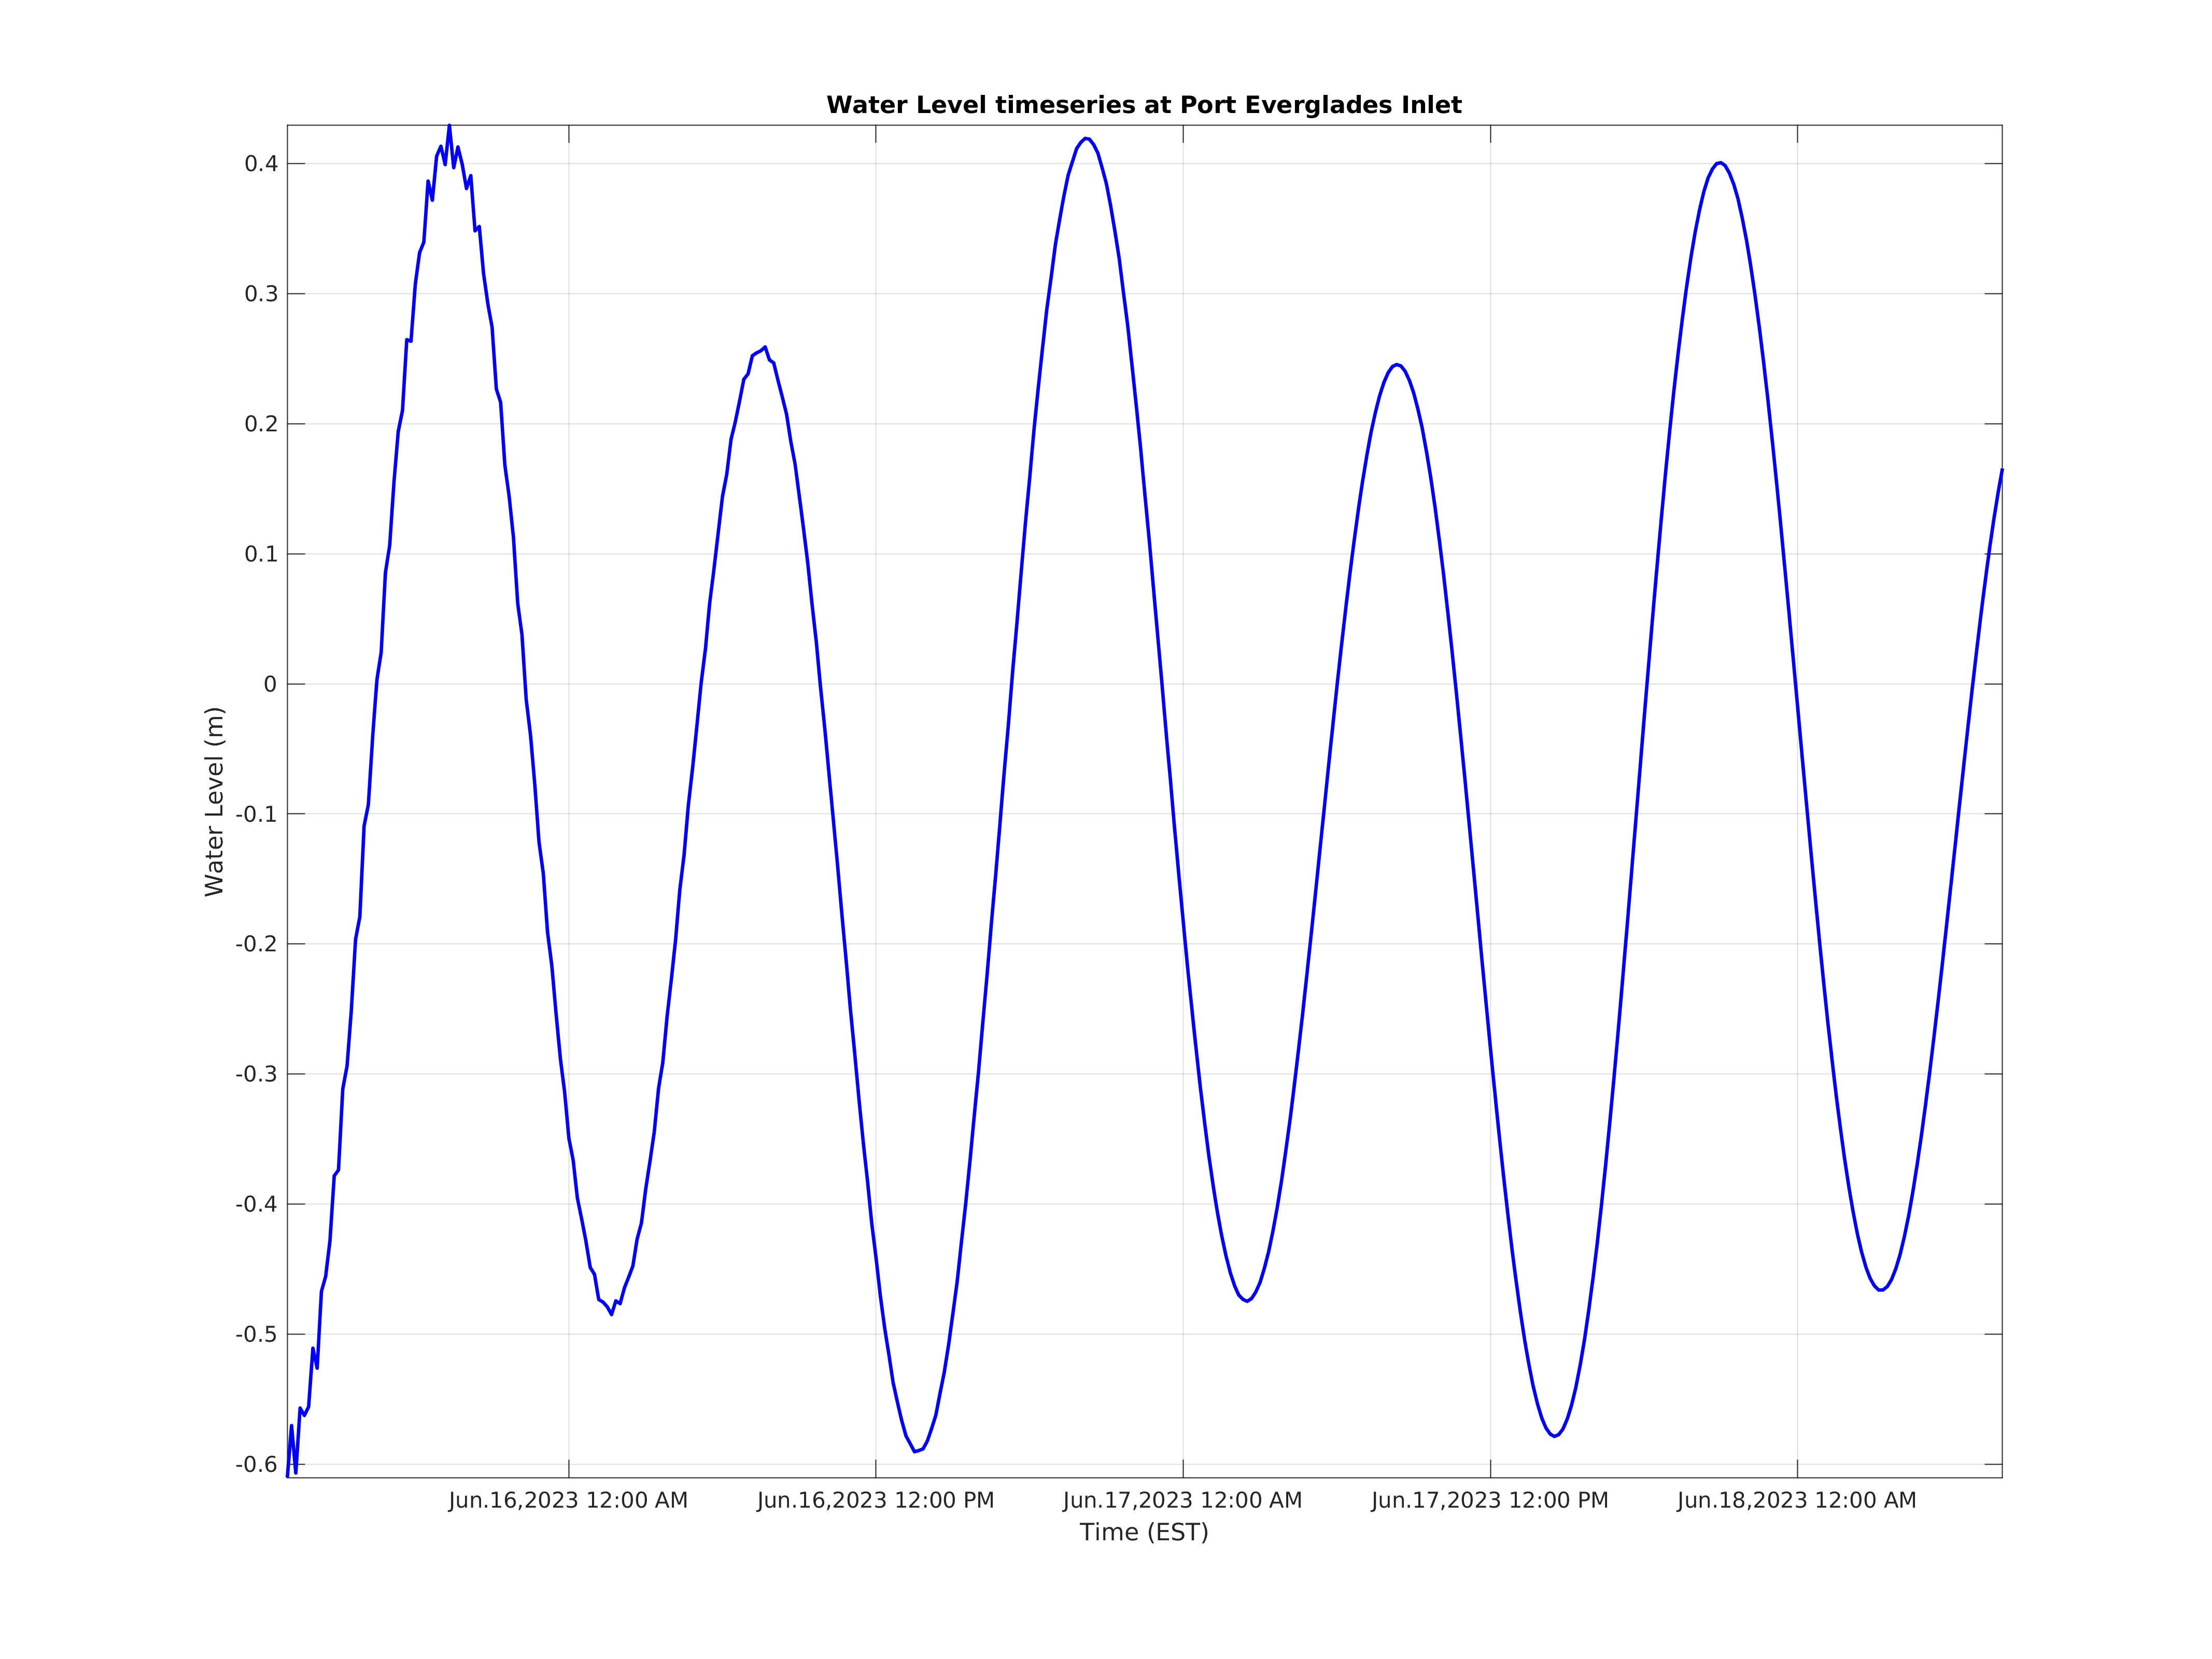 Water Level timeseries at Port Everglades Inlet
0.4
0.3
0.2
0.1
0
-0.1
-0.2
-0.3
-0.4
-0.5
-0.6
Water Level (m)
Jun.16,2023 12:00 AM
Jun.16,2023 12:00 PM
Jun.17,2023 12:00 AM
Jun.17,2023 12:00 PM
Jun.18,2023 12:00 AM
Time (EST)